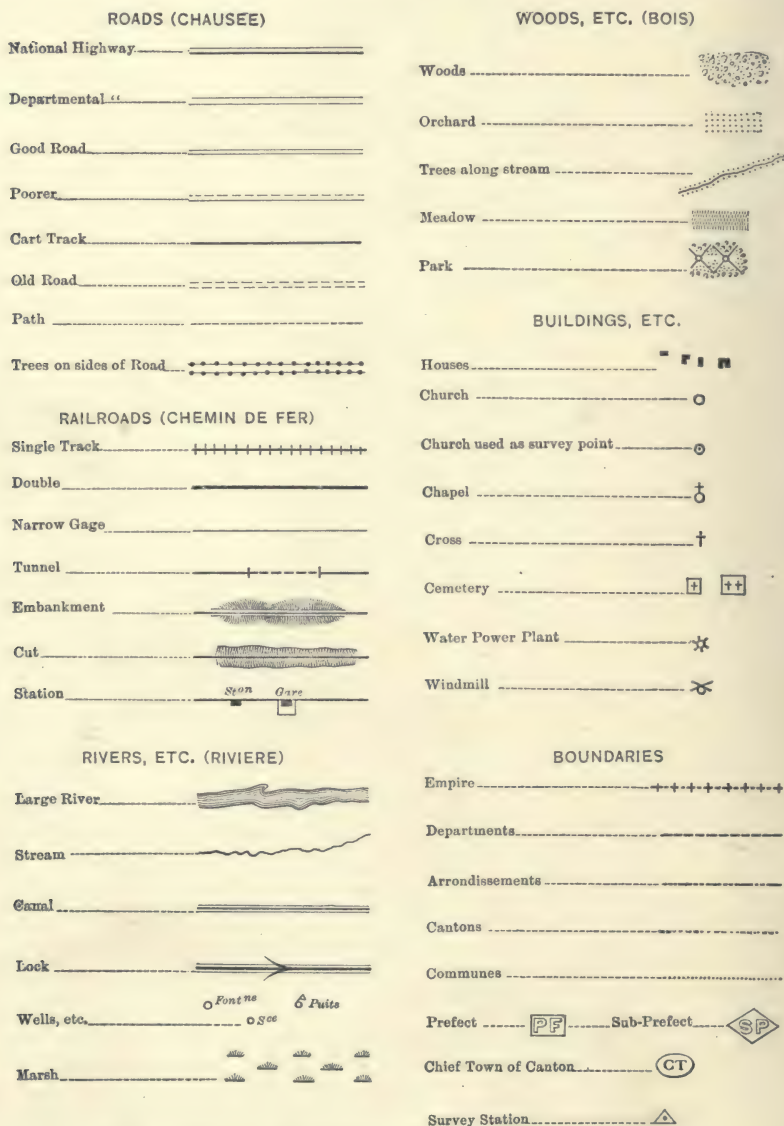 ROADS (CHAUSEE)
National Highway
Departmental "
Good Road
Poorer
Cart Track
Old Road
Path
Trees on sides of Road
RAILROADS (CHEMIN DE FER)
Single Track
Double
Narrow Gage
Tunnel
Embankment
Cut
Station Ston Gare
RIVERS, ETC. (RIVIERE)
Large River
Stream
Canal
Lock
Wells, etc. Fontne Sce Puits
Marsh
WOODS, ETC. (BOIS)
Woods
Orchard
Trees along stream
Meadow
Park
BUILDINGS, ETC.
Houses
Church
Church used as survey point
Chapel
Cross
Cemetery
Water Power Plant
Windmill
BOUNDARIES
Empire
Departments
Arrondissements
Cantons
Communes
Prefect PF Sub-Prefect SP
Chief Town of Canton CT
Survey Station